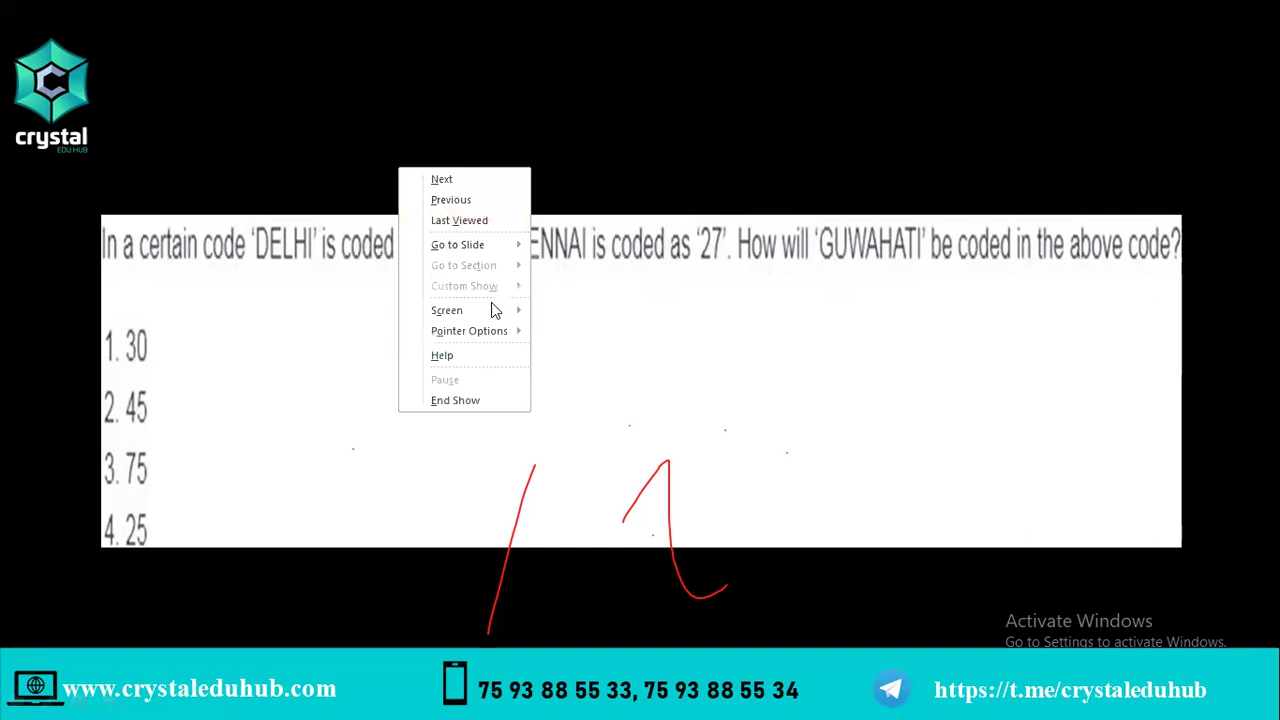 crystal
EDU HUB
Next
Previous
Last Viewed
In a certain code ‘DELHI’ is coded
Go to Slide
ENNAI is coded as ‘27’. How will ‘GUWAHATI’ be coded in the above code?
Go to Section
Custom Show
Screen
Pointer Options
1. 30
Help
Pause
End Show
2. 45
3. 75
4. 25
Activate Windows
Go to Settings to activate Windows.
www.crystaleduhub.com
75 93 88 55 33, 75 93 88 55 34
https://t.me/crystaleduhub